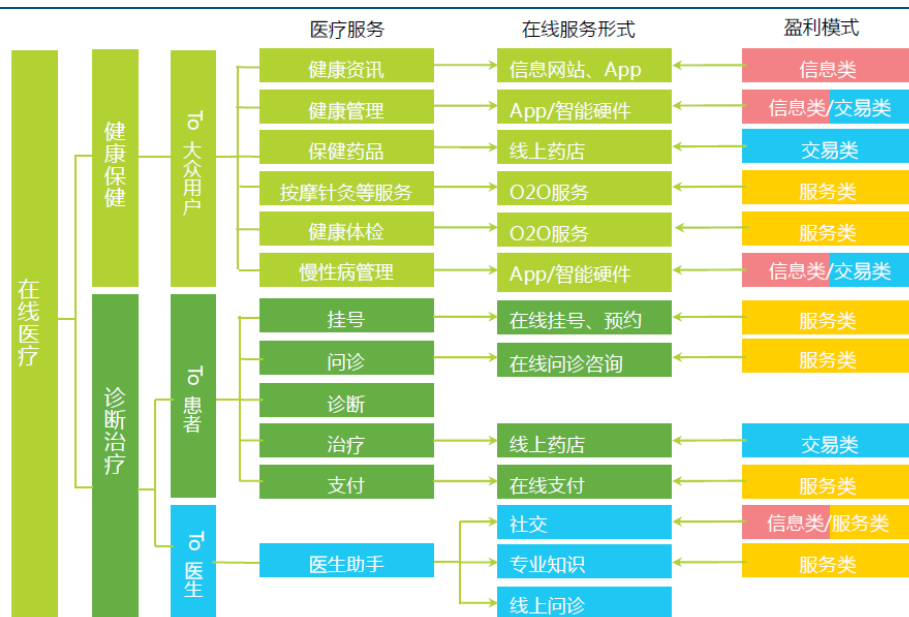 医疗服务 在线服务形式 盈利模式
在线医疗
健康保健
To 大众用户
健康资讯 信息网站、App 信息类
健康管理 App/智能硬件 信息类/交易类
保健药品 线上药店 交易类
按摩针灸等服务 O2O服务 服务类
健康体检 O2O服务 服务类
慢性病管理 App/智能硬件 信息类/交易类
诊断治疗
To 患者
挂号 在线挂号、预约 服务类
问诊 在线问诊咨询 服务类
诊断
治疗 线上药店 交易类
支付 在线支付 服务类
To 医生
医生助手
社交 信息类/服务类
专业知识 服务类
线上问诊